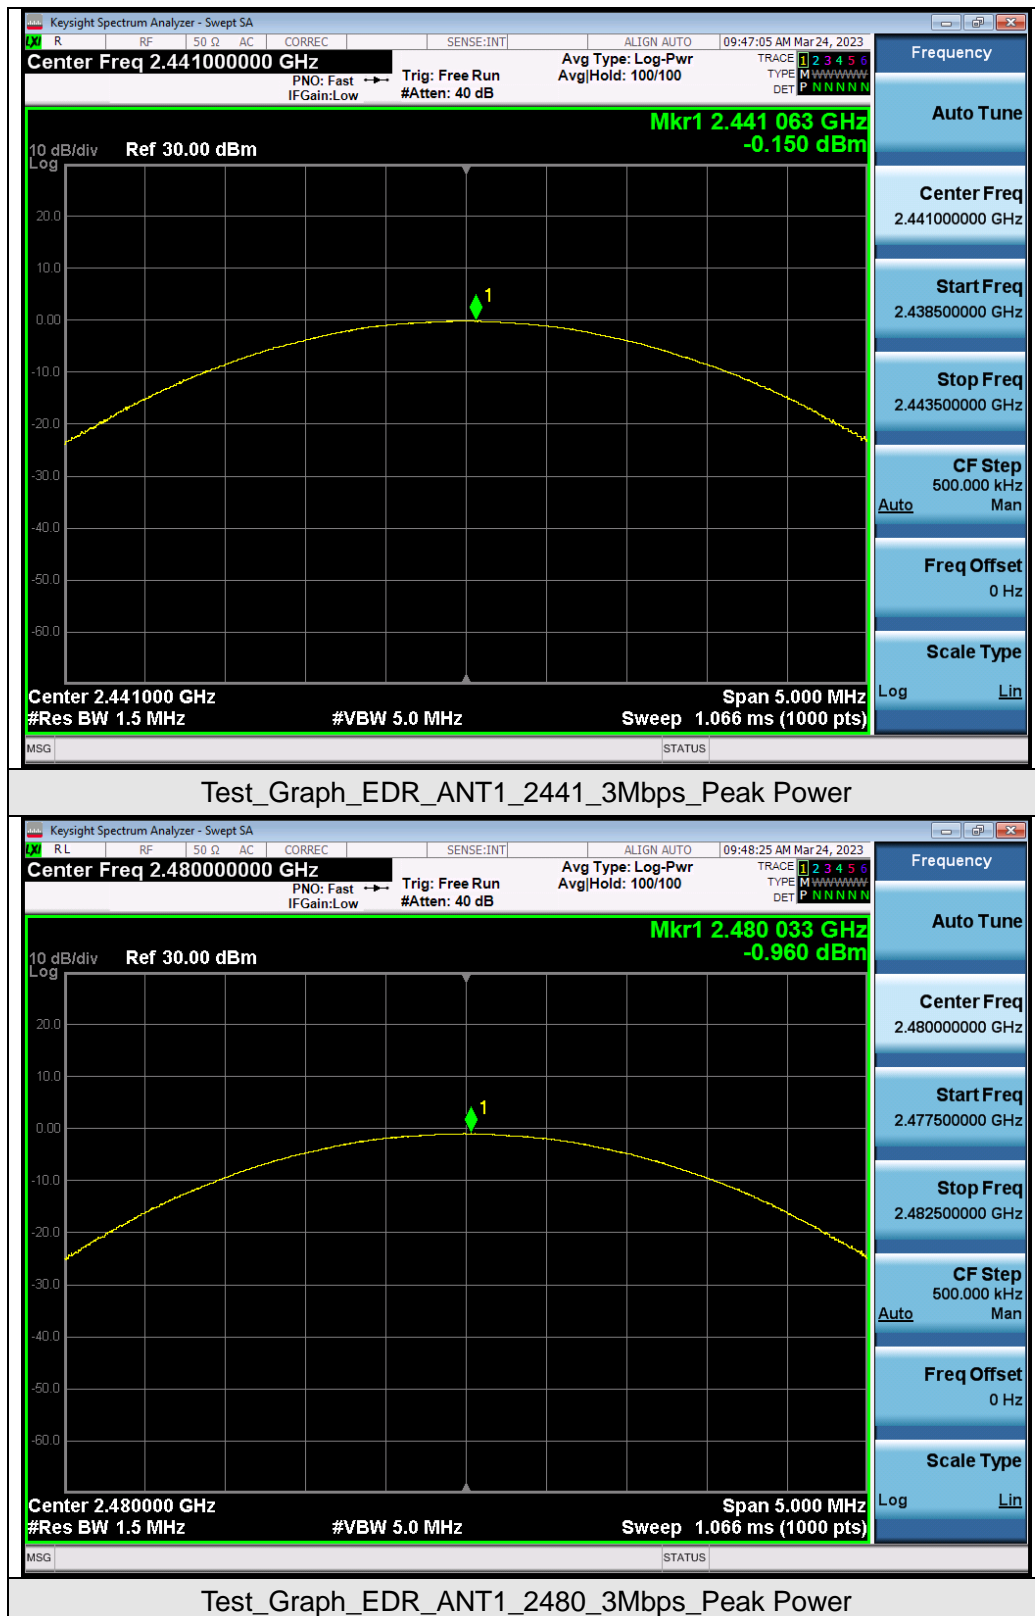 Keysight Spectrum Analyzer - Swept SA
LXI R RF 50 Ω AC CORREC SENSE:INT ALIGN AUTO 09:47:05 AM Mar 24, 2023
Center Freq 2.441000000 GHz
PNO: Fast
IFGain:Low
Trig: Free Run
#Atten: 40 dB
Avg Type: Log-Pwr
Avg|Hold: 100/100
TRACE 1 2 3 4 5 6
TYPE M WWWWW
DET P N N N N N
Mkr1 2.441 063 GHz
-0.150 dBm
10 dB/div Ref 30.00 dBm
Log
20.0
10.0
1
0.00
-10.0
-20.0
-30.0
-40.0
-50.0
-60.0
Center 2.441000 GHz Span 5.000 MHz
#Res BW 1.5 MHz #VBW 5.0 MHz Sweep 1.066 ms (1000 pts)
MSG STATUS
Frequency
Auto Tune
Center Freq
2.441000000 GHz
Start Freq
2.438500000 GHz
Stop Freq
2.443500000 GHz
CF Step
500.000 kHz
Auto Man
Freq Offset
0 Hz
Scale Type
Log Lin
Test_Graph_EDR_ANT1_2441_3Mbps_Peak Power
Keysight Spectrum Analyzer - Swept SA
LXI R L RF 50 Ω AC CORREC SENSE:INT ALIGN AUTO 09:48:25 AM Mar 24, 2023
Center Freq 2.480000000 GHz
PNO: Fast
IFGain:Low
Trig: Free Run
#Atten: 40 dB
Avg Type: Log-Pwr
Avg|Hold: 100/100
TRACE 1 2 3 4 5 6
TYPE M WWWWW
DET P N N N N N
Mkr1 2.480 033 GHz
-0.960 dBm
10 dB/div Ref 30.00 dBm
Log
20.0
10.0
1
0.00
-10.0
-20.0
-30.0
-40.0
-50.0
-60.0
Center 2.480000 GHz Span 5.000 MHz
#Res BW 1.5 MHz #VBW 5.0 MHz Sweep 1.066 ms (1000 pts)
MSG STATUS
Frequency
Auto Tune
Center Freq
2.480000000 GHz
Start Freq
2.477500000 GHz
Stop Freq
2.482500000 GHz
CF Step
500.000 kHz
Auto Man
Freq Offset
0 Hz
Scale Type
Log Lin
Test_Graph_EDR_ANT1_2480_3Mbps_Peak Power